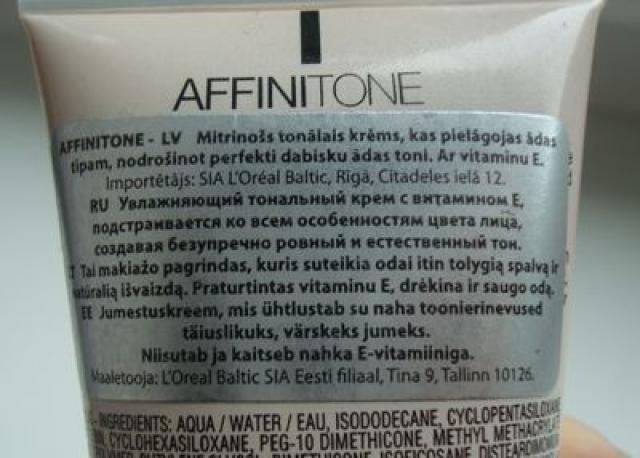 AFFINITONE
AFFINITONE - LV Mitrinošs tonālais krēms, kas pielāgojas ādas
tipam, nodrošinot perfekti dabisku ādas toni. Ar vitamīnu E.
Importētājs: SIA L'Oréal Baltic, Rīgā, Citadeles ielā 12.
RU Увлажняющий тональный крем с витамином E,
подстраивается ко всем особенностям цвета лица,
создавая безупречно ровный и естественный тон.
Tai makiažo pagrindas, kuris suteikia odai itin tolygią spalvą ir
natūralią išvaizdą. Praturtintas vitaminu E, drėkina ir saugo odą.
EE Jumestuskreem, mis ühtlustab su naha toonierinevused
täiuslikuks, värskeks jumeks.
Niisutab ja kaitseb nahka E-vitamiiniga.
Maaletooja: L'Oreal Baltic SIA Eesti filiaal, Tina 9, Tallinn 10126.
INGREDIENTS: AQUA / WATER / EAU, ISODODECANE, CYCLOPENTASILOXANE,
CYCLOHEXASILOXANE, PEG-10 DIMETHICONE, METHYL METHACRYLATE
DIMETHICONE, ISOEICOSANE, DISTEARDIMONIUM